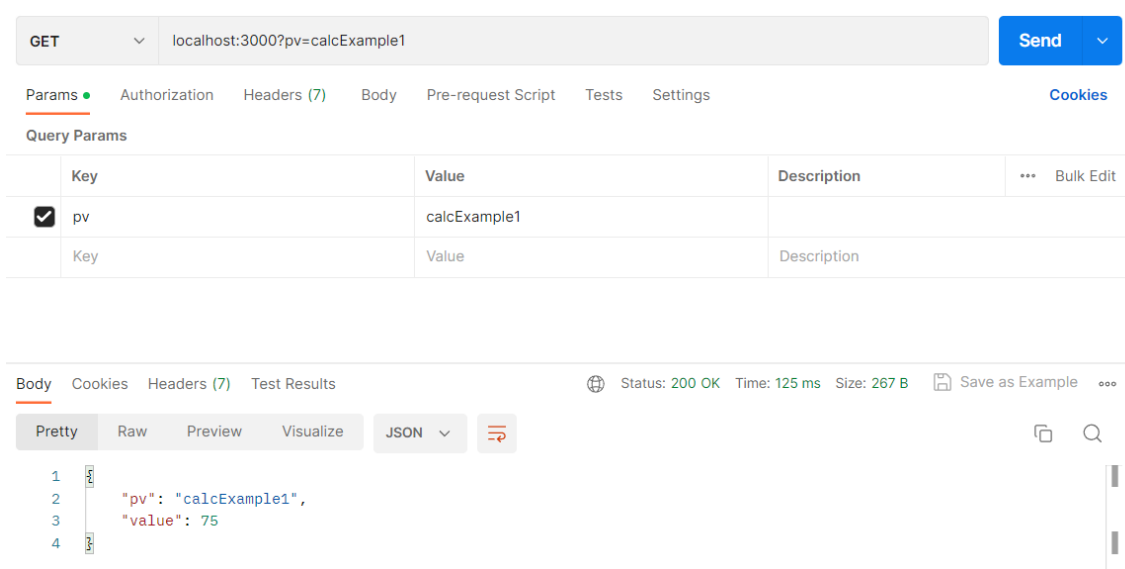 GET localhost:3000?pv=calcExample1 Send
Params Authorization Headers (7) Body Pre-request Script Tests Settings Cookies
Query Params
Key Value Description Bulk Edit
pv calcExample1
Key Value Description
Body Cookies Headers (7) Test Results Status: 200 OK Time: 125 ms Size: 267 B Save as Example
Pretty Raw Preview Visualize JSON
1 {
2 "pv": "calcExample1",
3 "value": 75
4 }